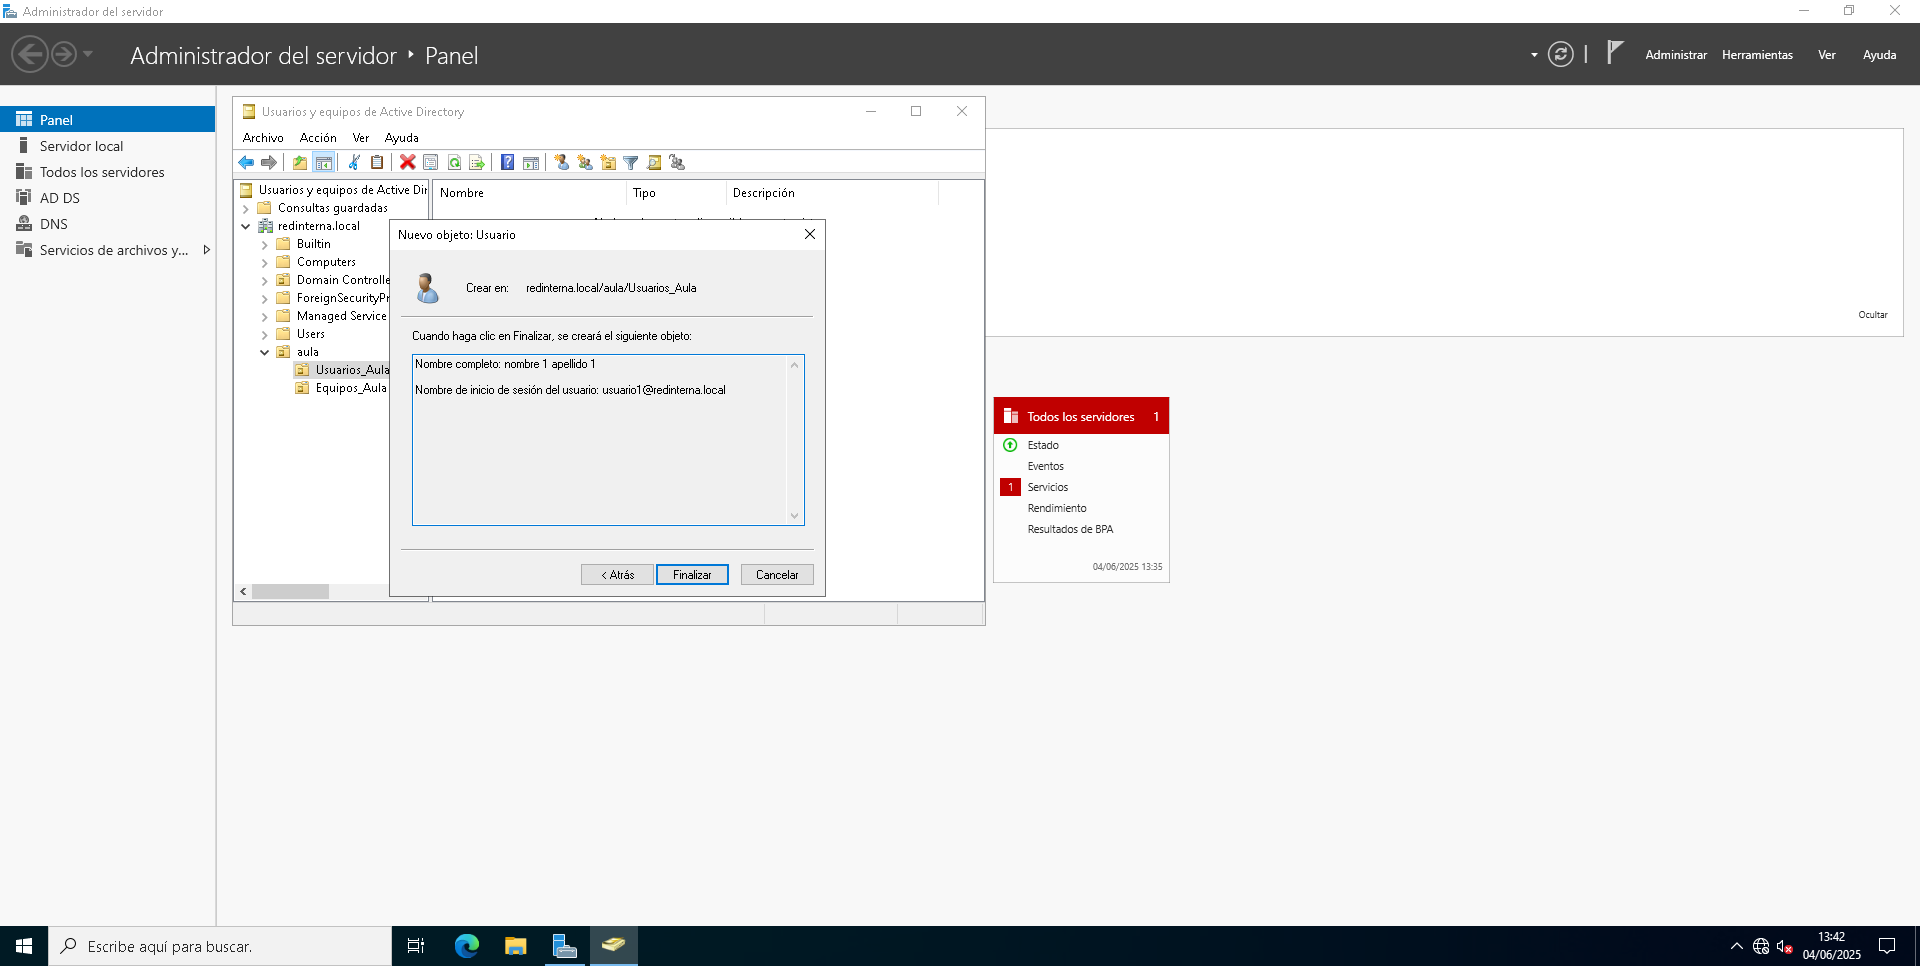 Administrador del servidor
Administrador del servidor ‣ Panel
Administrar
Herramientas
Ver
Ayuda
Panel
Servidor local
Todos los servidores
AD DS
DNS
Servicios de archivos y...
Usuarios y equipos de Active Directory
Archivo Acción Ver Ayuda
Usuarios y equipos de Active Dir
Consultas guardadas
redinterna.local
Builtin
Computers
Domain Controlle
ForeignSecurityPr
Managed Service
Users
aula
Usuarios_Aula
Equipos_Aula
Nombre Tipo Descripción
Nuevo objeto: Usuario
Crear en: redinterna.local/aula/Usuarios_Aula
Cuando haga clic en Finalizar, se creará el siguiente objeto:
Nombre completo: nombre 1 apellido 1
Nombre de inicio de sesión del usuario: usuario1@redinterna.local
< Atrás Finalizar Cancelar
Ocultar
Todos los servidores 1
Estado
Eventos
1 Servicios
Rendimiento
Resultados de BPA
04/06/2025 13:35
Escribe aquí para buscar.
13:42
04/06/2025